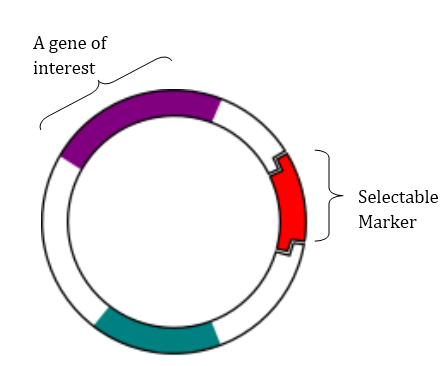 A gene of
interest
Selectable
Marker